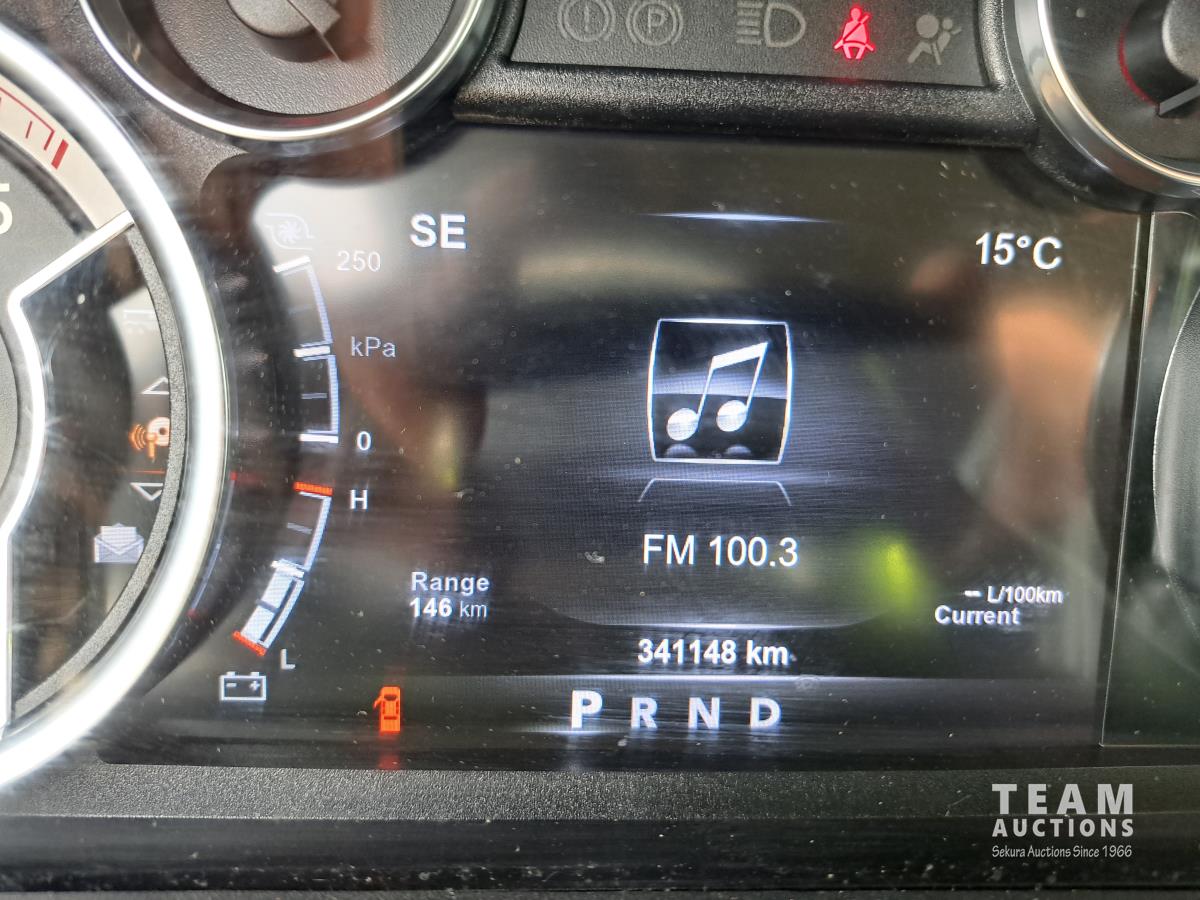 5
SE
250
15°C
kPa
0
H
FM 100.3
Range
146 km
-- L/100km
Current
341148 km
L
P R N D
TEAM
AUCTIONS
Sekura Auctions Since 1966